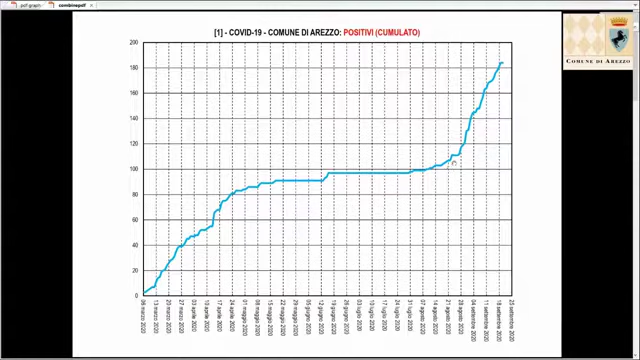 pdf graph
combinepdf
[1] - COVID-19 - COMUNE DI AREZZO: POSITIVI (CUMULATO)
COMUNE DI AREZZO
200
180
160
140
120
100
80
60
40
20
0
06 marzo 2020
13 marzo 2020
20 marzo 2020
27 marzo 2020
03 aprile 2020
10 aprile 2020
17 aprile 2020
24 aprile 2020
01 maggio 2020
08 maggio 2020
15 maggio 2020
22 maggio 2020
29 maggio 2020
05 giugno 2020
12 giugno 2020
19 giugno 2020
26 giugno 2020
03 luglio 2020
10 luglio 2020
17 luglio 2020
24 luglio 2020
31 luglio 2020
07 agosto 2020
14 agosto 2020
21 agosto 2020
28 agosto 2020
04 settembre 2020
11 settembre 2020
18 settembre 2020
25 settembre 2020